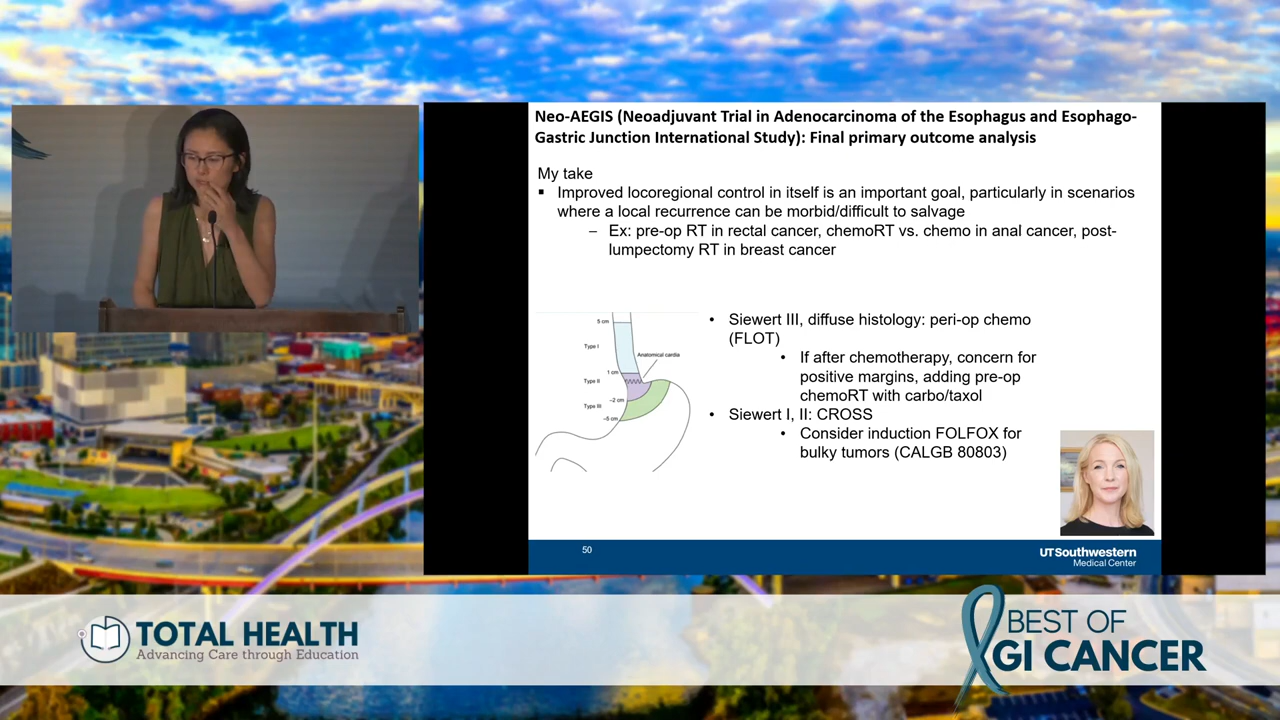 Neo-AEGIS (Neoadjuvant Trial in Adenocarcinoma of the Esophagus and Esophago-
Gastric Junction International Study): Final primary outcome analysis
My take
▪ Improved locoregional control in itself is an important goal, particularly in scenarios
where a local recurrence can be morbid/difficult to salvage
– Ex: pre-op RT in rectal cancer, chemoRT vs. chemo in anal cancer, post-
lumpectomy RT in breast cancer
5 cm
Type I
Anatomical cardia
1 cm
Type II
–2 cm
Type III
–5 cm
• Siewert III, diffuse histology: peri-op chemo
(FLOT)
• If after chemotherapy, concern for
positive margins, adding pre-op
chemoRT with carbo/taxol
• Siewert I, II: CROSS
• Consider induction FOLFOX for
bulky tumors (CALGB 80803)
50
UTSouthwestern
Medical Center
TOTAL HEALTH
Advancing Care through Education
BEST OF
GI CANCER